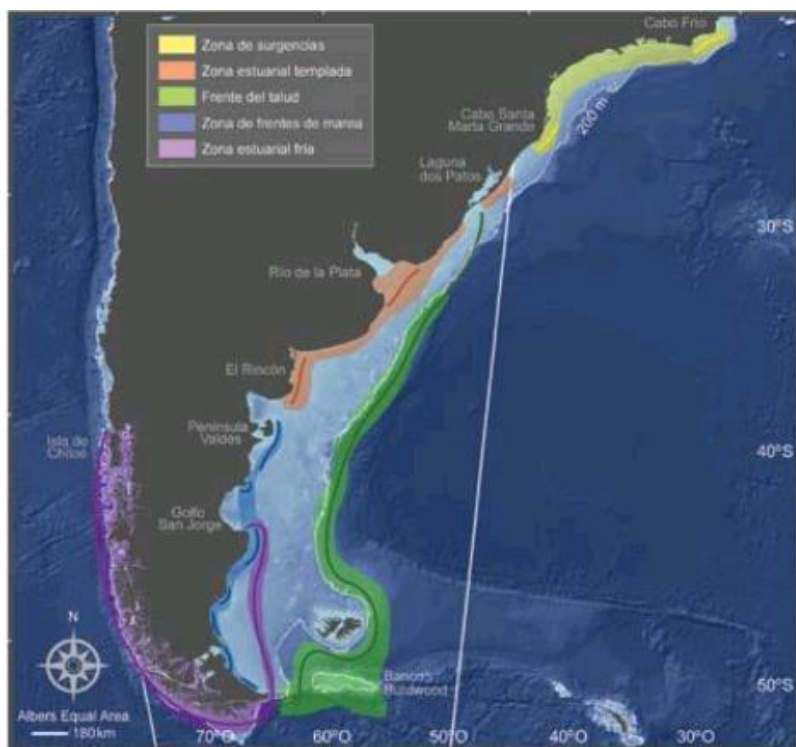 Cabo Frío
Zona de surgencias
Zona estuarial templada
Frente del talud
Zona de frentes de marea
Zona estuarial fría
Cabo Santa
Marta Grande
200 m
Laguna
dos Patos
30°S
Río de la Plata
El Rincón
Península
Valdés
Isla de
Chiloé
40°S
Golfo
San Jorge
N
Banco
Burdwood
50°S
Albers Equal Area
180 km
70°O
60°O
50°O
40°O
30°O